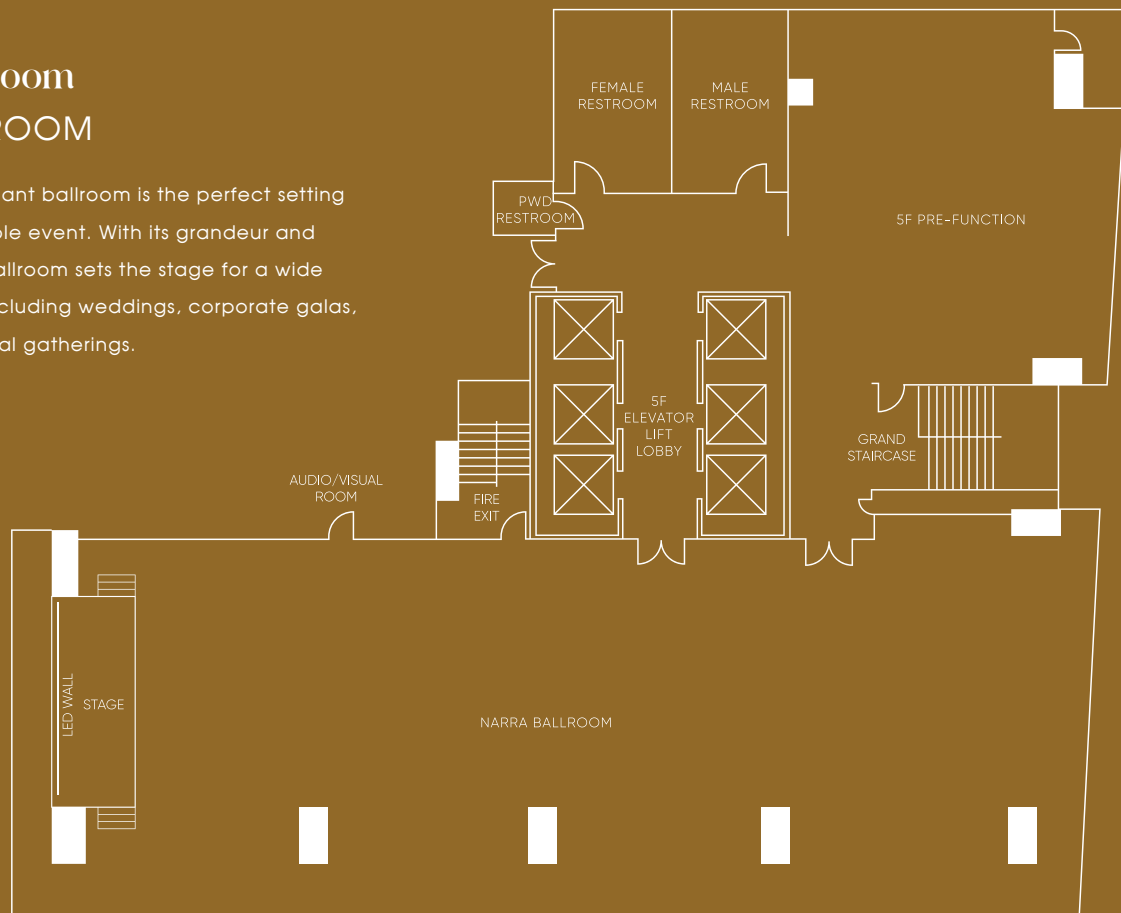 oom
ROOM
ant ballroom is the perfect setting
ble event. With its grandeur and
allroom sets the stage for a wide
cluding weddings, corporate galas,
al gatherings.
FEMALE
RESTROOM
MALE
RESTROOM
PWD
RESTROOM
5F PRE-FUNCTION
5F
ELEVATOR
LIFT
LOBBY
GRAND
STAIRCASE
AUDIO/VISUAL
ROOM
FIRE
EXIT
LED WALL
STAGE
NARRA BALLROOM